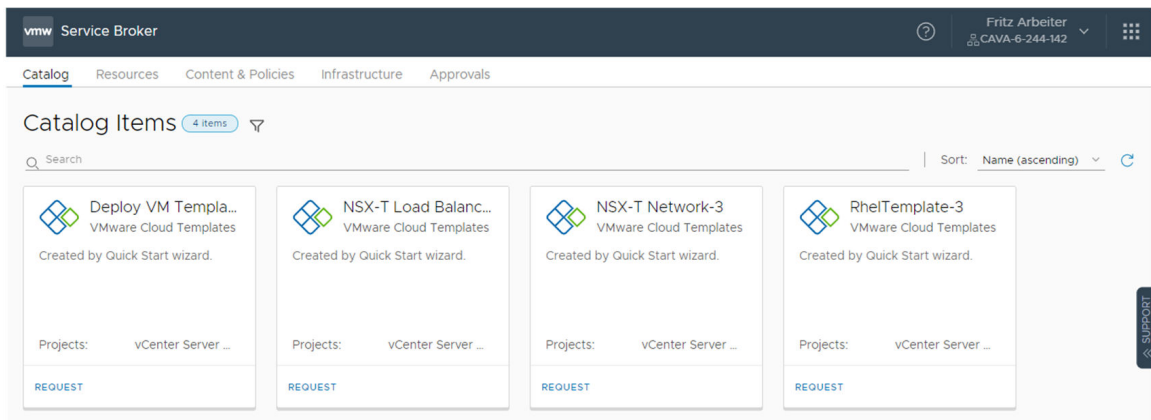 vmw Service Broker
Fritz Arbeiter
CAVA-6-244-142
Catalog Resources Content & Policies Infrastructure Approvals
Catalog Items 4 items
Search
Sort: Name (ascending)
Deploy VM Templa...
VMware Cloud Templates
Created by Quick Start wizard.
Projects: vCenter Server ...
REQUEST
NSX-T Load Balanc...
VMware Cloud Templates
Created by Quick Start wizard.
Projects: vCenter Server ...
REQUEST
NSX-T Network-3
VMware Cloud Templates
Created by Quick Start wizard.
Projects: vCenter Server ...
REQUEST
RhelTemplate-3
VMware Cloud Templates
Created by Quick Start wizard.
Projects: vCenter Server ...
REQUEST
SUPPORT